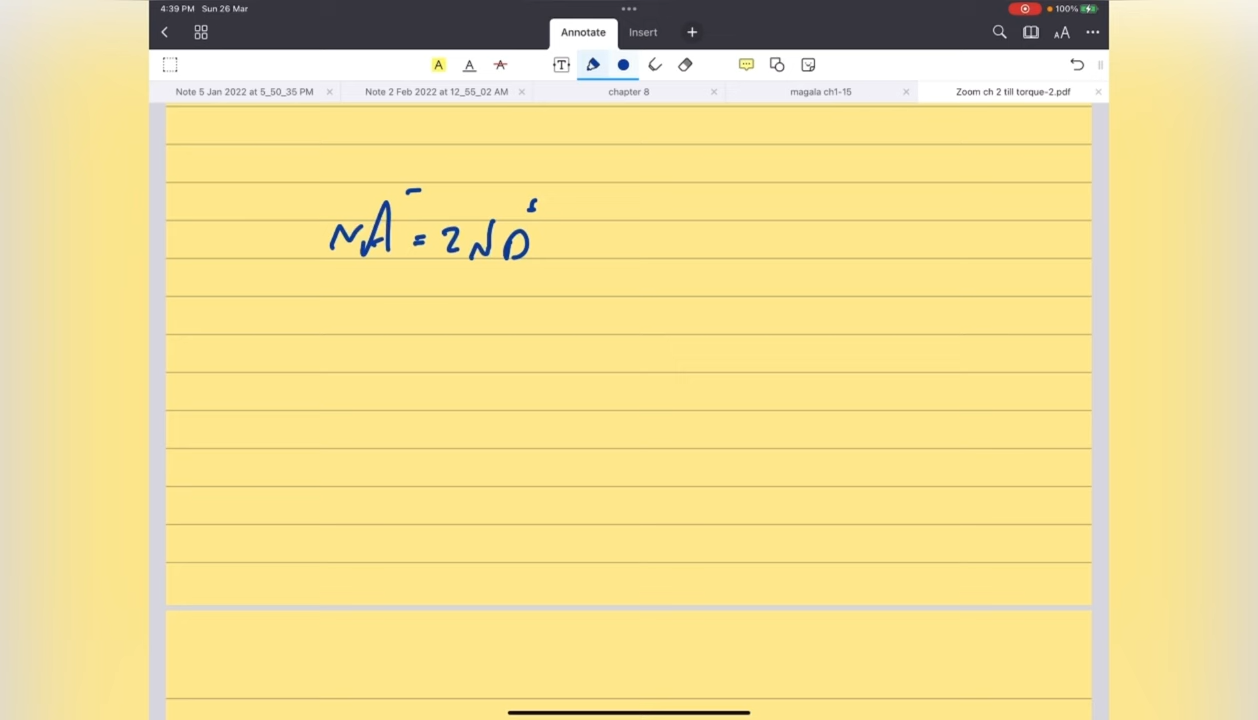 4:39 PM Sun 26 Mar
100%
Annotate Insert
Note 5 Jan 2022 at 5_50_35 PM
Note 2 Feb 2022 at 12_55_02 AM
chapter 8
magala ch1-15
Zoom ch 2 till torque-2.pdf
NA⁻ = 2ND